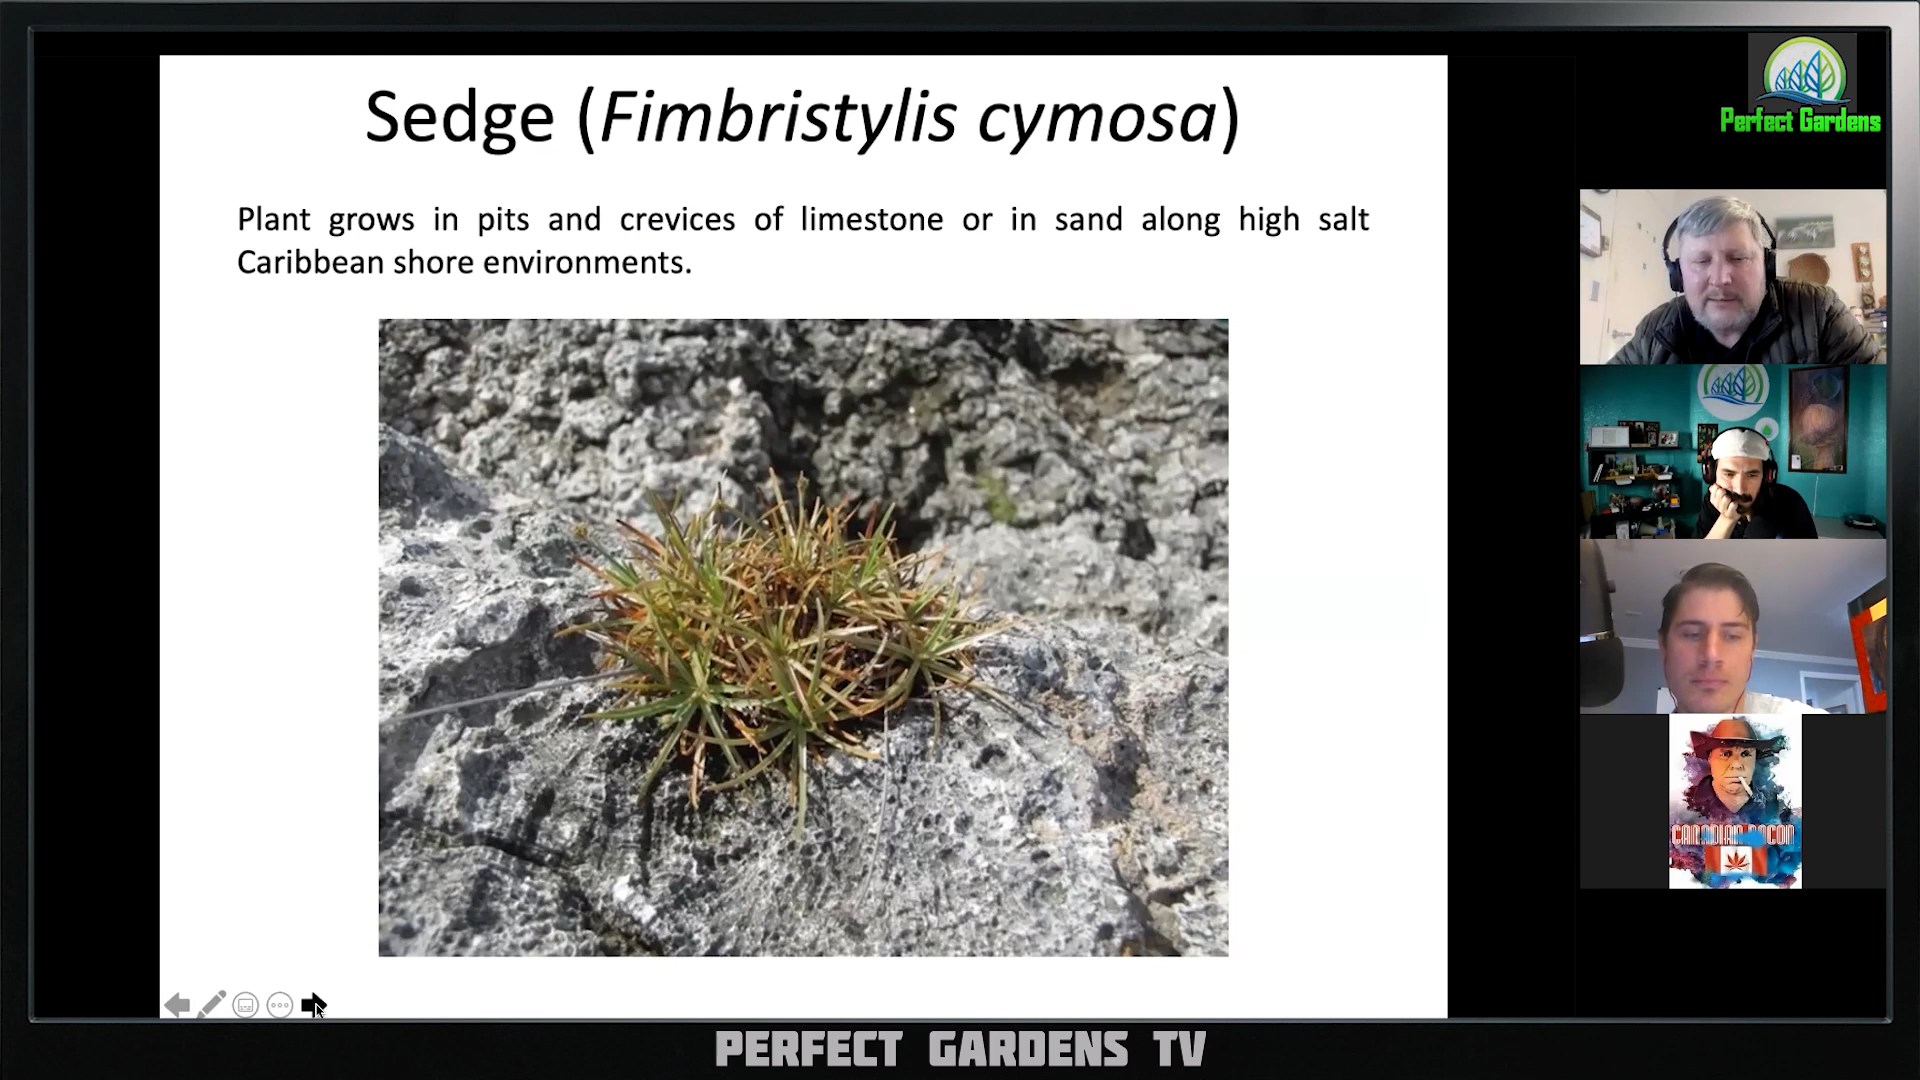 Sedge (Fimbristylis cymosa)
Plant grows in pits and crevices of limestone or in sand along high salt
Caribbean shore environments.
Perfect Gardens
CANADIAN BACON
PERFECT GARDENS TV